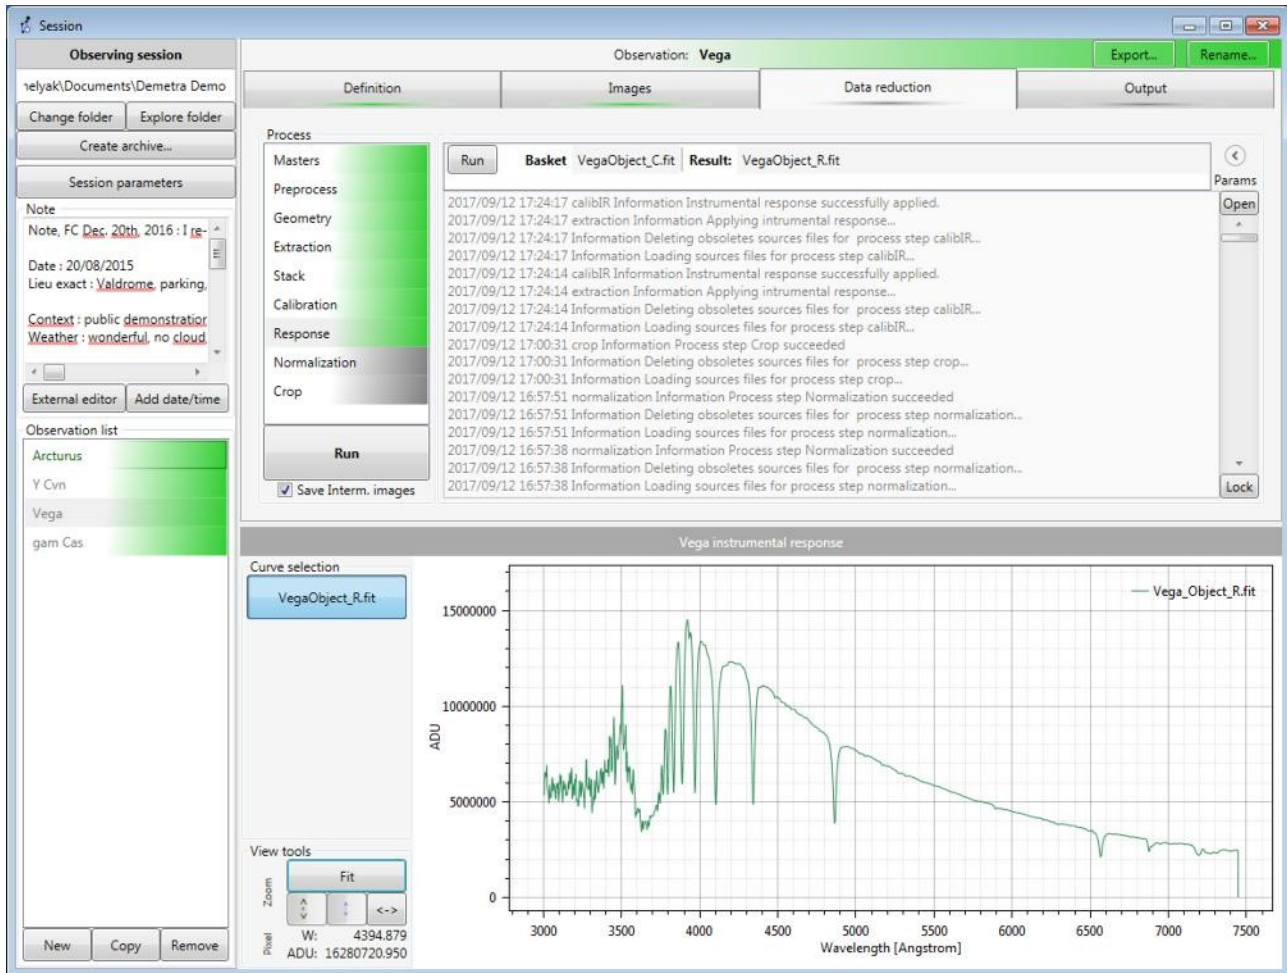 Session
Observing session
Observation: Vega
Export...
Rename...
nelyak\Documents\Demetra Demo
Change folder
Explore folder
Create archive...
Session parameters
Note
Note, FC Dec. 20th, 2016 : I re-
Date : 20/08/2015
Lieu exact : Valdrome, parking,
Context : public demonstration
Weather : wonderful, no cloud,
External editor
Add date/time
Observation list
Arcturus
Y Cvn
Vega
gam Cas
New
Copy
Remove
Definition
Images
Data reduction
Output
Process
Masters
Preprocess
Geometry
Extraction
Stack
Calibration
Response
Normalization
Crop
Run
Save Interm. images
Run
Basket VegaObject_C.fit Result: VegaObject_R.fit
Params
Open
Lock
2017/09/12 17:24:17 calibIR Information Instrumental response successfully applied.
2017/09/12 17:24:17 extraction Information Applying intrumental response...
2017/09/12 17:24:17 Information Deleting obsoletes sources files for process step calibIR...
2017/09/12 17:24:17 Information Loading sources files for process step calibIR...
2017/09/12 17:24:14 calibIR Information Instrumental response successfully applied.
2017/09/12 17:24:14 extraction Information Applying intrumental response...
2017/09/12 17:24:14 Information Deleting obsoletes sources files for process step calibIR...
2017/09/12 17:24:14 Information Loading sources files for process step calibIR...
2017/09/12 17:00:31 crop Information Process step Crop succeeded
2017/09/12 17:00:31 Information Deleting obsoletes sources files for process step crop...
2017/09/12 17:00:31 Information Loading sources files for process step crop...
2017/09/12 16:57:51 normalization Information Process step Normalization succeeded
2017/09/12 16:57:51 Information Deleting obsoletes sources files for process step normalization...
2017/09/12 16:57:51 Information Loading sources files for process step normalization...
2017/09/12 16:57:38 normalization Information Process step Normalization succeeded
2017/09/12 16:57:38 Information Deleting obsoletes sources files for process step normalization...
2017/09/12 16:57:38 Information Loading sources files for process step normalization...
Vega instrumental response
Curve selection
VegaObject_R.fit
View tools
Zoom
Fit
<->
Pixel
W: 4394.879
ADU: 16280720.950
Vega_Object_R.fit
ADU
15000000
10000000
5000000
0
3000 3500 4000 4500 5000 5500 6000 6500 7000 7500
Wavelength [Angstrom]